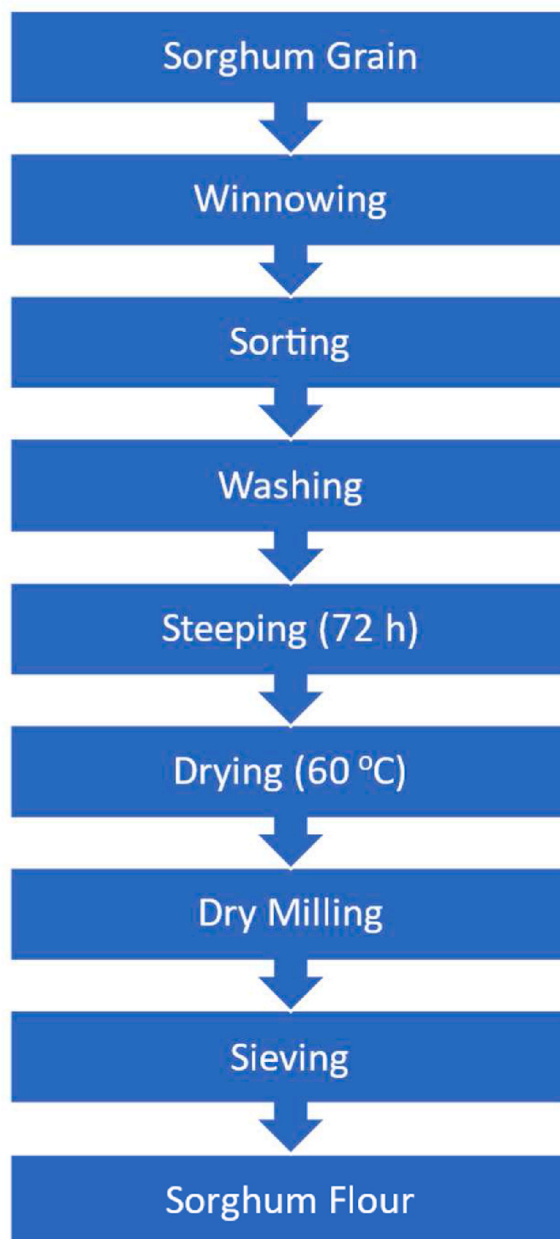 Sorghum Grain
Winnowing
Sorting
Washing
Steeping (72 h)
Drying (60 ᵒC)
Dry Milling
Sieving
Sorghum Flour